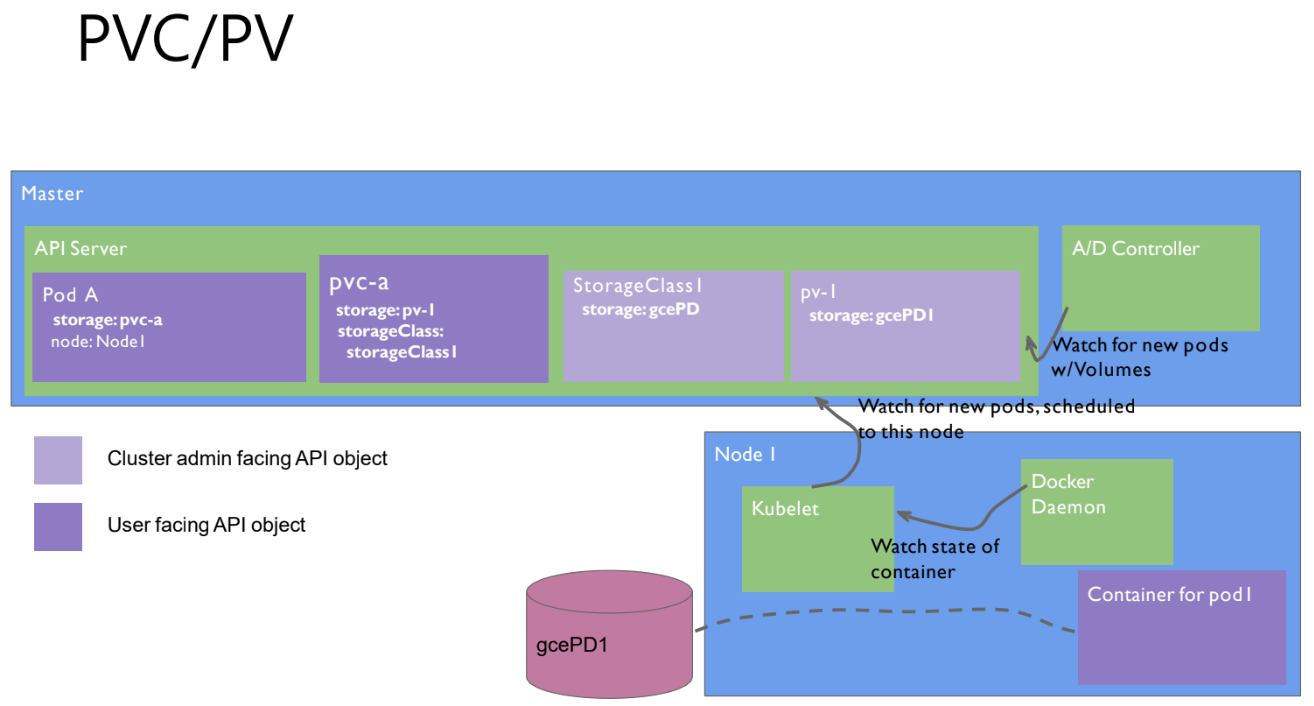 PVC/PV
Master
API Server
Pod A
storage: pvc-a
node: Node1
pvc-a
storage: pv-1
storageClass:
storageClass1
StorageClass1
storage: gcePD
pv-1
storage: gcePD1
A/D Controller
Watch for new pods
w/Volumes
Watch for new pods, scheduled
to this node
Cluster admin facing API object
User facing API object
Node 1
Kubelet
Docker
Daemon
Watch state of
container
Container for pod1
gcePD1